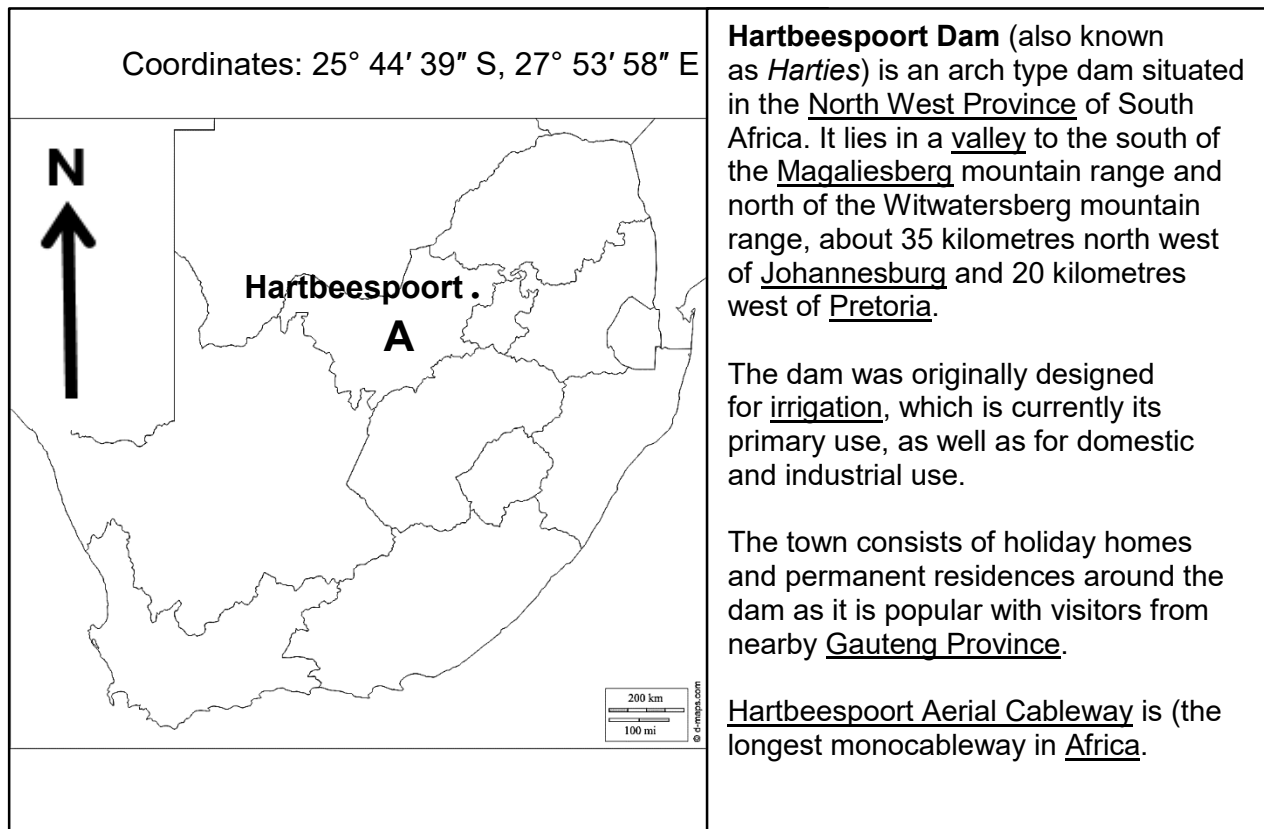 Coordinates: 25° 44′ 39″ S, 27° 53′ 58″ E
N
Hartbeespoort .
A
200 km
100 mi
© d-maps.com
Hartbeespoort Dam (also known
as Harties) is an arch type dam situated
in the North West Province of South
Africa. It lies in a valley to the south of
the Magaliesberg mountain range and
north of the Witwatersberg mountain
range, about 35 kilometres north west
of Johannesburg and 20 kilometres
west of Pretoria.
The dam was originally designed
for irrigation, which is currently its
primary use, as well as for domestic
and industrial use.
The town consists of holiday homes
and permanent residences around the
dam as it is popular with visitors from
nearby Gauteng Province.
Hartbeespoort Aerial Cableway is (the
longest monocableway in Africa.